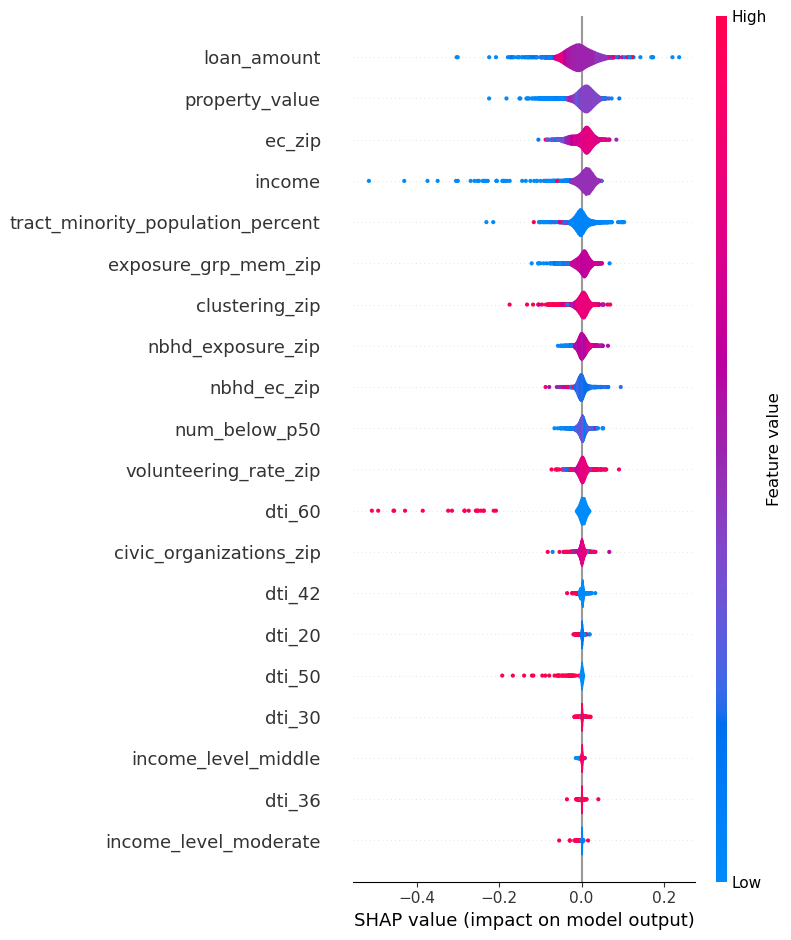 High
loan_amount
property_value
ec_zip
income
tract_minority_population_percent
exposure_grp_mem_zip
clustering_zip
nbhd_exposure_zip
nbhd_ec_zip
num_below_p50
volunteering_rate_zip
dti_60
civic_organizations_zip
dti_42
dti_20
dti_50
dti_30
income_level_middle
dti_36
income_level_moderate
Feature value
Low
−0.4 −0.2 0.0 0.2
SHAP value (impact on model output)